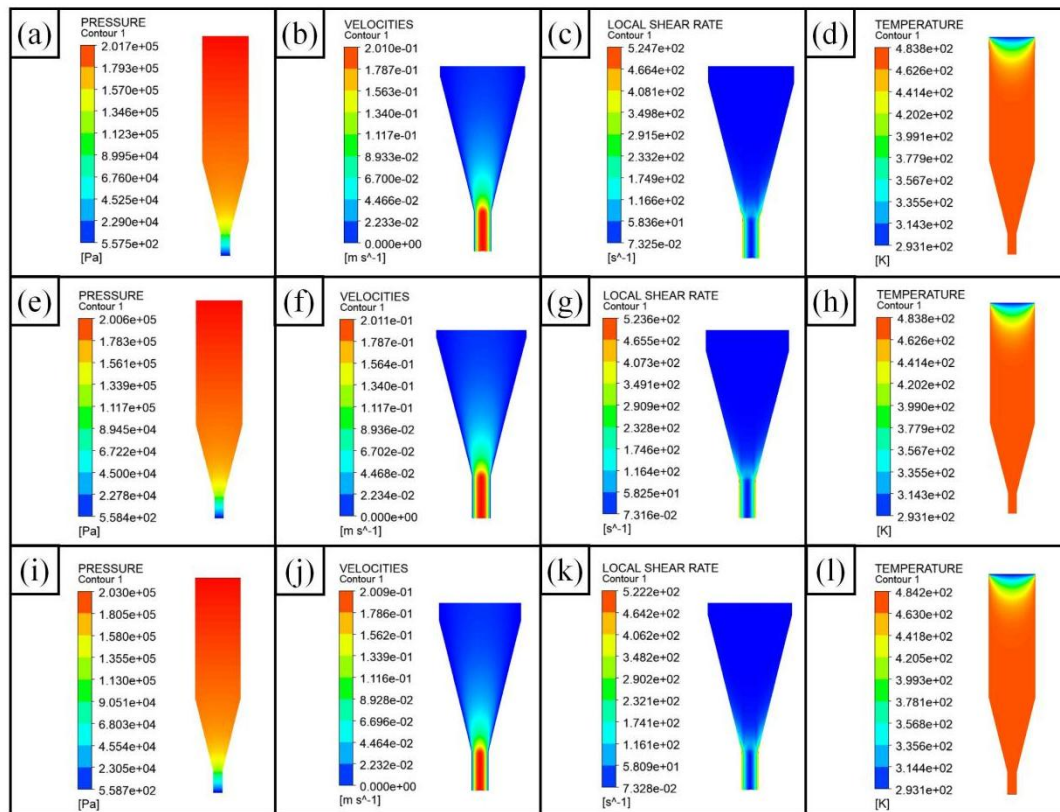 (a)
PRESSURE
Contour 1
2.017e+05
1.793e+05
1.570e+05
1.346e+05
1.123e+05
8.995e+04
6.760e+04
4.525e+04
2.290e+04
5.575e+02
[Pa]
(b)
VELOCITIES
Contour 1
2.010e-01
1.787e-01
1.563e-01
1.340e-01
1.117e-01
8.933e-02
6.700e-02
4.466e-02
2.233e-02
0.000e+00
[m s^-1]
(c)
LOCAL SHEAR RATE
Contour 1
5.247e+02
4.664e+02
4.081e+02
3.498e+02
2.915e+02
2.332e+02
1.749e+02
1.166e+02
5.836e+01
7.325e-02
[s^-1]
(d)
TEMPERATURE
Contour 1
4.838e+02
4.626e+02
4.414e+02
4.202e+02
3.991e+02
3.779e+02
3.567e+02
3.355e+02
3.143e+02
2.931e+02
[K]
(e)
PRESSURE
Contour 1
2.006e+05
1.783e+05
1.561e+05
1.339e+05
1.117e+05
8.945e+04
6.722e+04
4.500e+04
2.278e+04
5.584e+02
[Pa]
(f)
VELOCITIES
Contour 1
2.011e-01
1.787e-01
1.564e-01
1.340e-01
1.117e-01
8.936e-02
6.702e-02
4.468e-02
2.234e-02
0.000e+00
[m s^-1]
(g)
LOCAL SHEAR RATE
Contour 1
5.236e+02
4.655e+02
4.073e+02
3.491e+02
2.909e+02
2.328e+02
1.746e+02
1.164e+02
5.825e+01
7.316e-02
[s^-1]
(h)
TEMPERATURE
Contour 1
4.838e+02
4.626e+02
4.414e+02
4.202e+02
3.990e+02
3.779e+02
3.567e+02
3.355e+02
3.143e+02
2.931e+02
[K]
(i)
PRESSURE
Contour 1
2.030e+05
1.805e+05
1.580e+05
1.355e+05
1.130e+05
9.051e+04
6.803e+04
4.554e+04
2.305e+04
5.587e+02
[Pa]
(j)
VELOCITIES
Contour 1
2.009e-01
1.786e-01
1.562e-01
1.339e-01
1.116e-01
8.928e-02
6.696e-02
4.464e-02
2.232e-02
0.000e+00
[m s^-1]
(k)
LOCAL SHEAR RATE
Contour 1
5.222e+02
4.642e+02
4.062e+02
3.482e+02
2.902e+02
2.321e+02
1.741e+02
1.161e+02
5.809e+01
7.328e-02
[s^-1]
(l)
TEMPERATURE
Contour 1
4.842e+02
4.630e+02
4.418e+02
4.205e+02
3.993e+02
3.781e+02
3.568e+02
3.356e+02
3.144e+02
2.931e+02
[K]